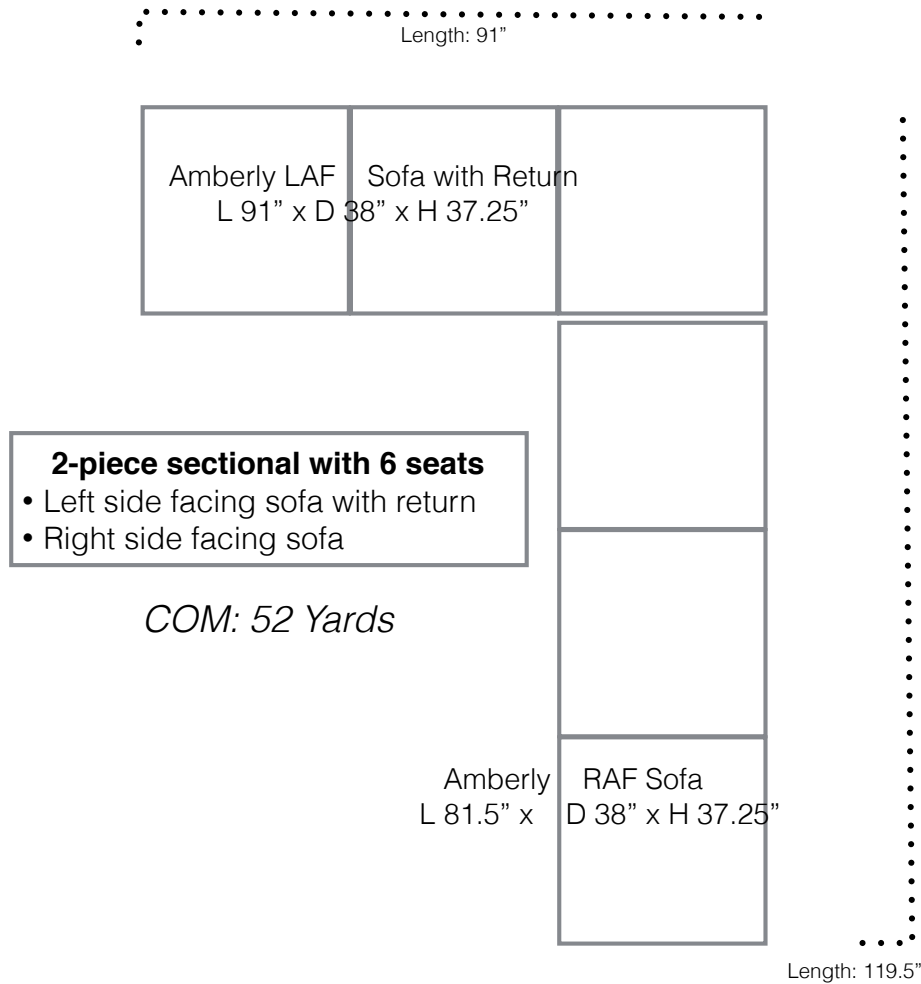 Length: 91”
Amberly LAF Sofa with Return
L 91” x D 38” x H 37.25”
2-piece sectional with 6 seats
• Left side facing sofa with return
• Right side facing sofa
COM: 52 Yards
Amberly RAF Sofa
L 81.5” x D 38” x H 37.25”
Length: 119.5”